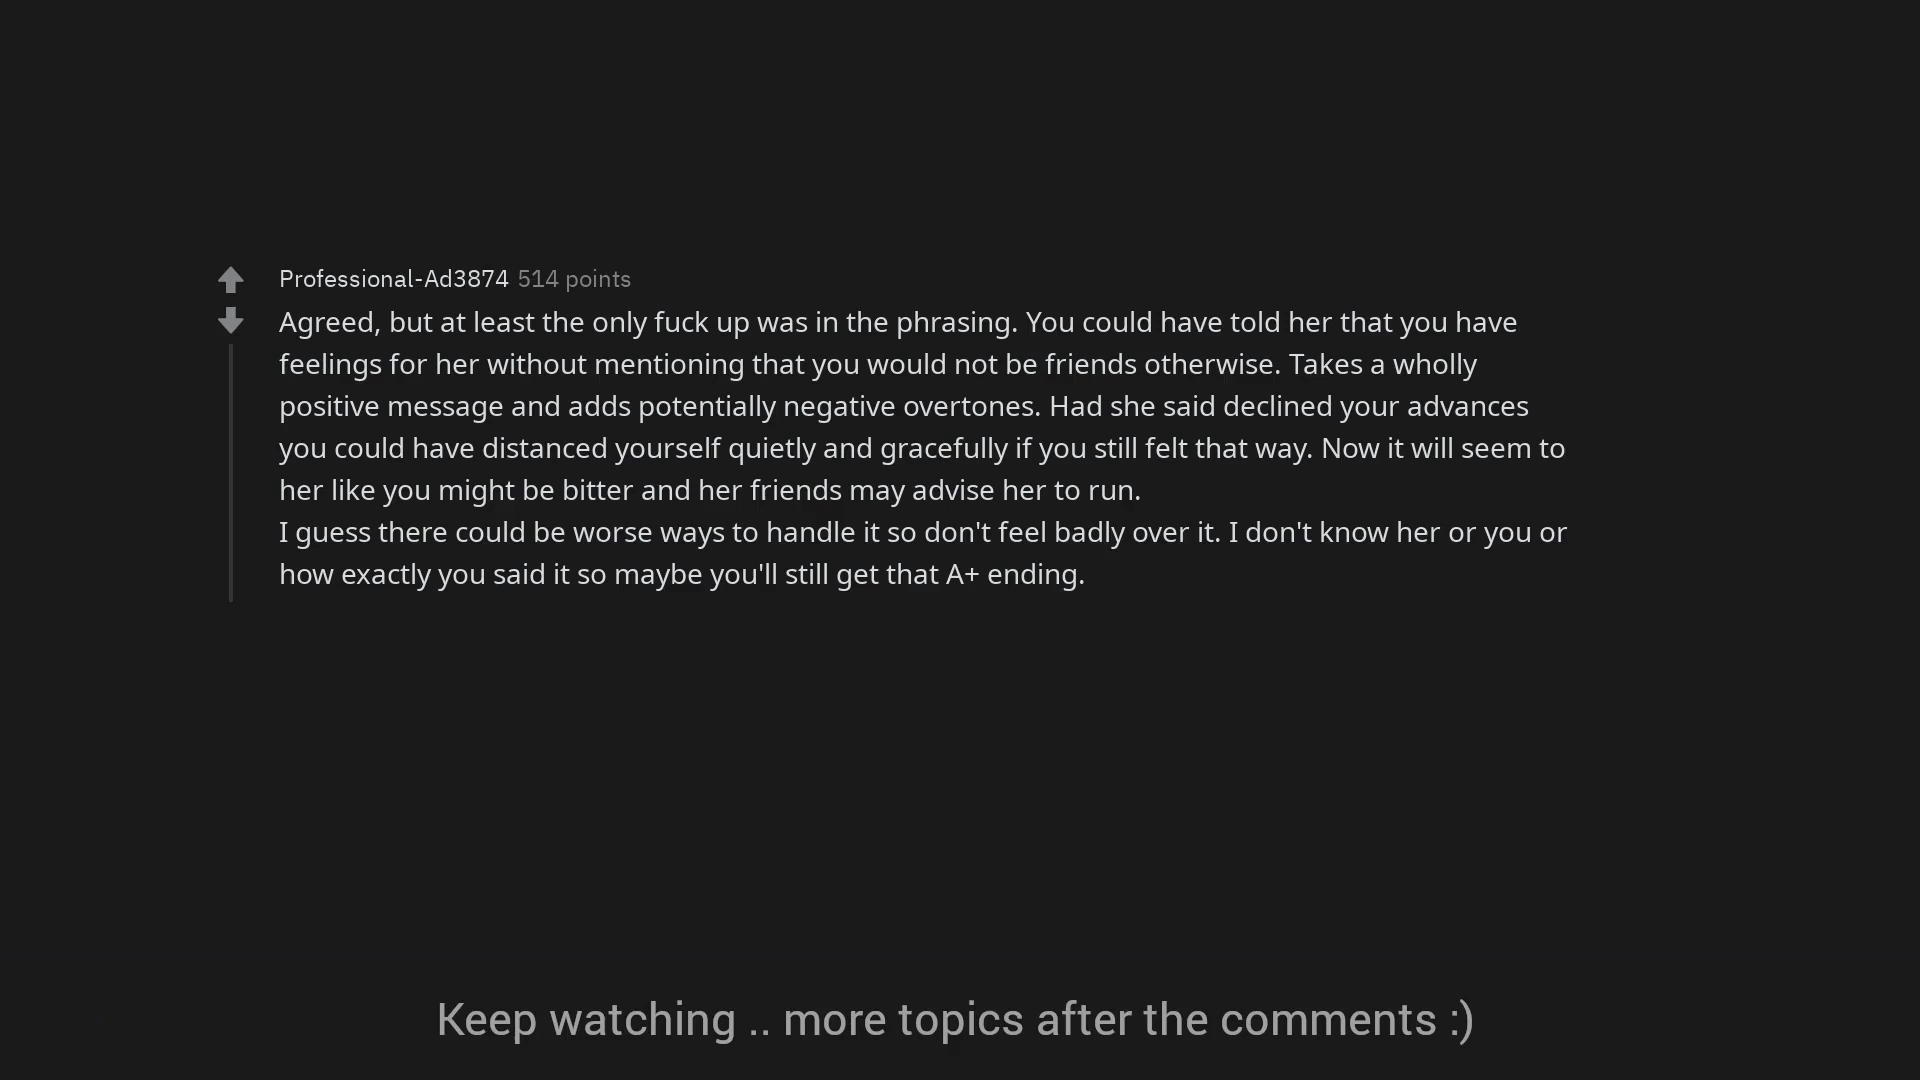 Professional-Ad3874 514 points
Agreed, but at least the only fuck up was in the phrasing. You could have told her that you have
feelings for her without mentioning that you would not be friends otherwise. Takes a wholly
positive message and adds potentially negative overtones. Had she said declined your advances
you could have distanced yourself quietly and gracefully if you still felt that way. Now it will seem to
her like you might be bitter and her friends may advise her to run.
I guess there could be worse ways to handle it so don't feel badly over it. I don't know her or you or
how exactly you said it so maybe you'll still get that A+ ending.
Keep watching .. more topics after the comments :)